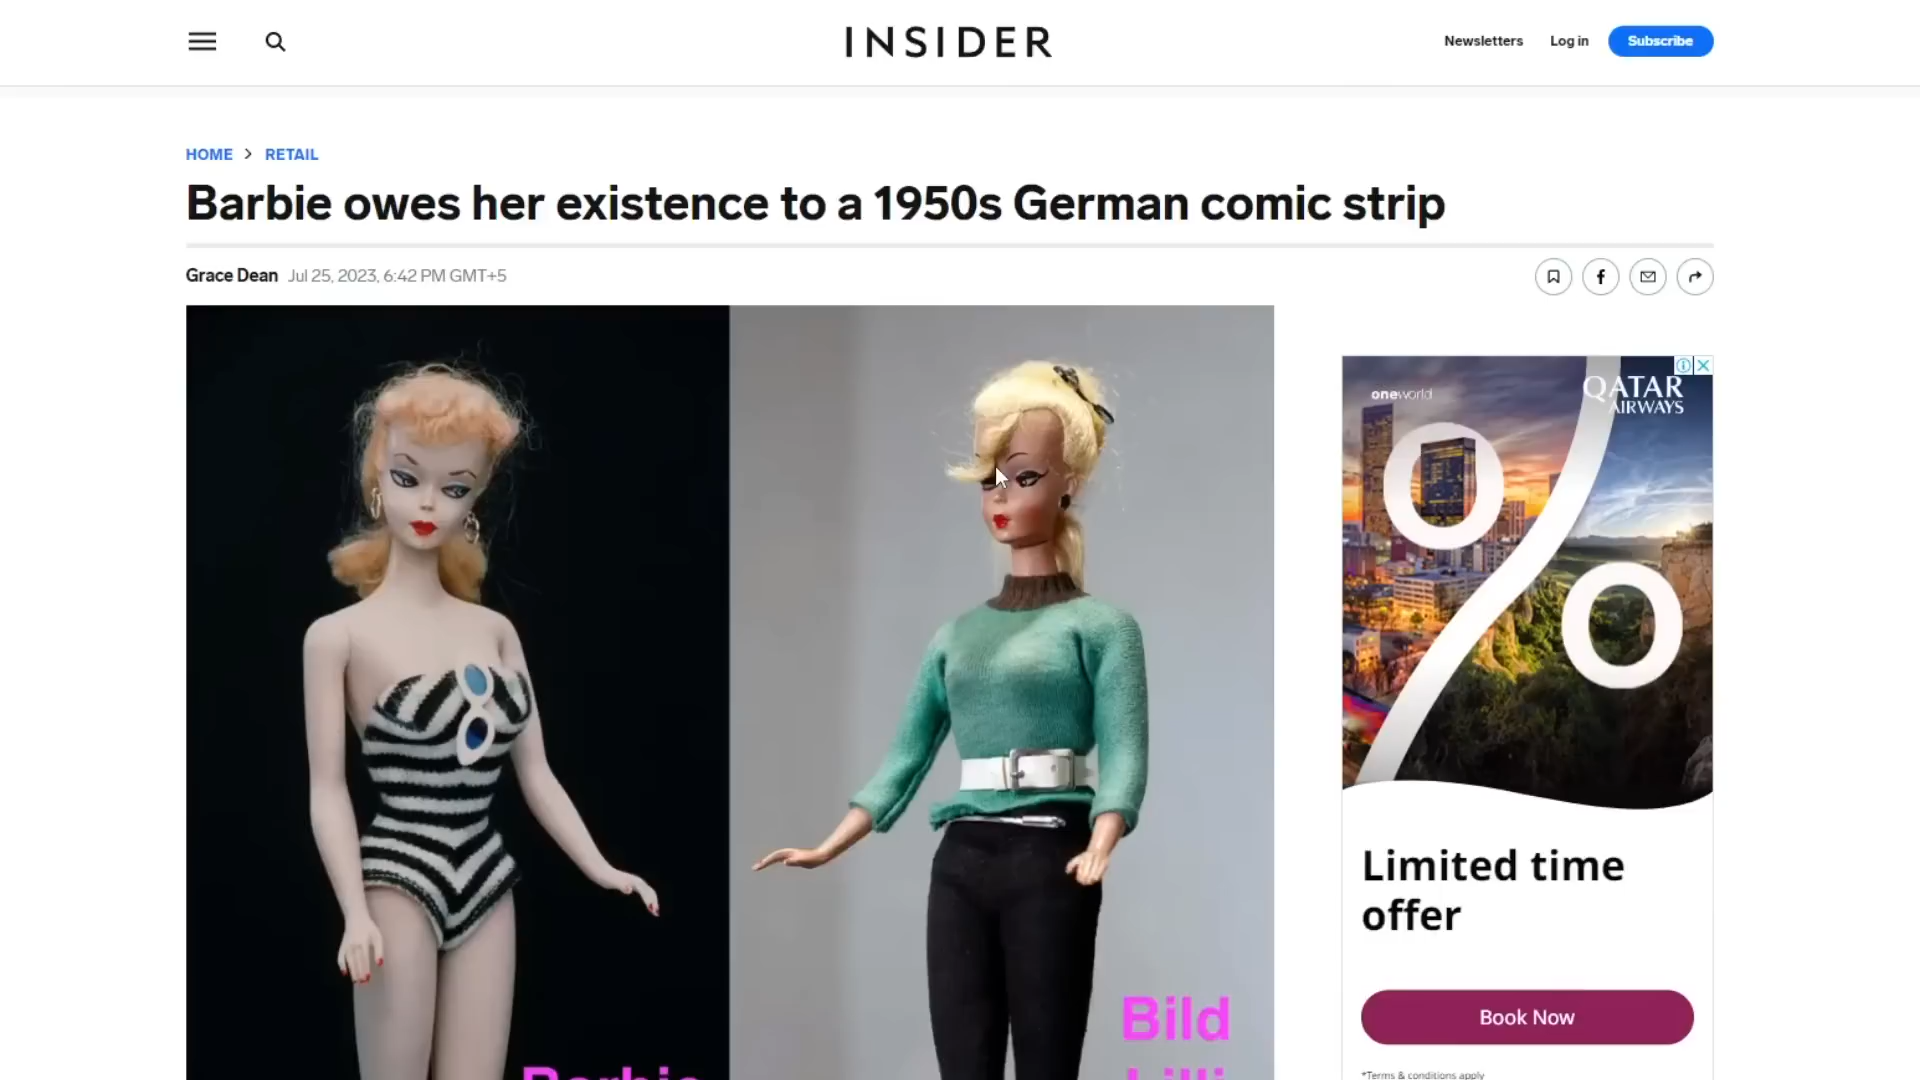 INSIDER
Newsletters
Log in
Subscribe
HOME > RETAIL
Barbie owes her existence to a 1950s German comic strip
Grace Dean Jul 25, 2023, 6:42 PM GMT+5
Barbie
Bild
Lilli
oneworld
QATAR
AIRWAYS
%
Limited time
offer
Book Now
*Terms & conditions apply